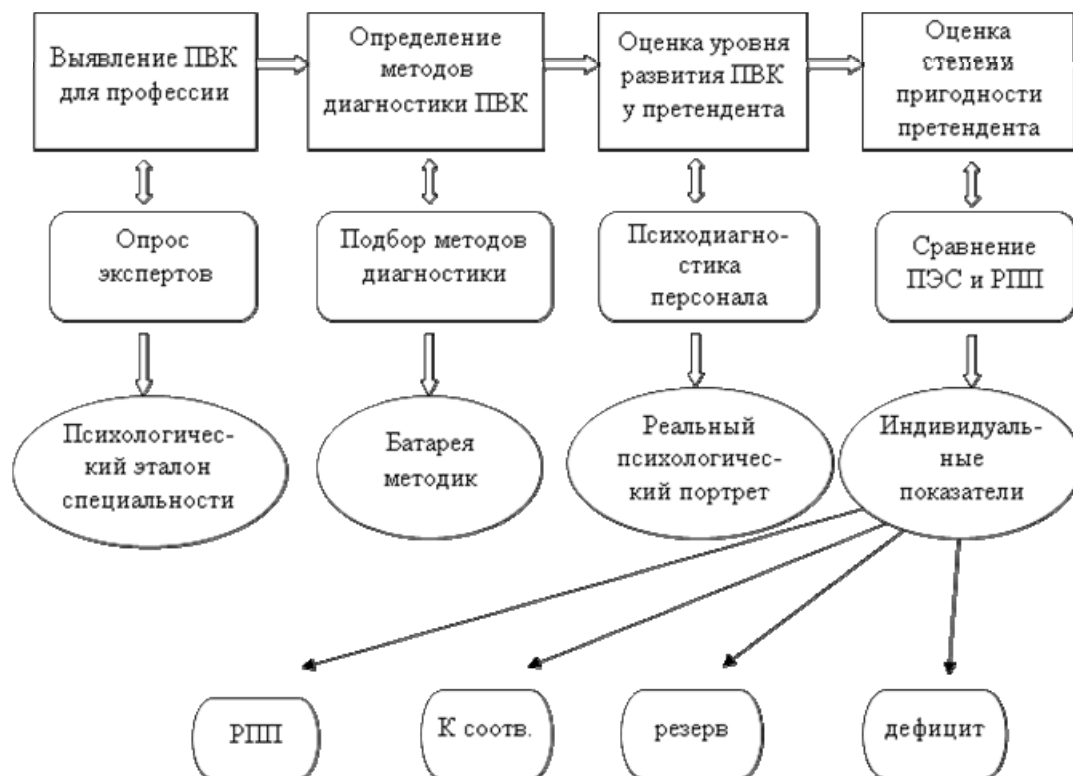 Выявление ПВК
для профессии
Определение
методов
диагностики ПВК
Оценка уровня
развития ПВК
у претендента
Оценка
степени
пригодности
претендента
Опрос
экспертов
Подбор методов
диагностики
Психодиагно-
стика
персонала
Сравнение
ПЭС и РПП
Психологичес-
кий эталон
специальности
Батарея
методик
Реальный
психологичес-
кий портрет
Индивидуаль-
ные
показатели
РПП
К соотв.
резерв
дефицит